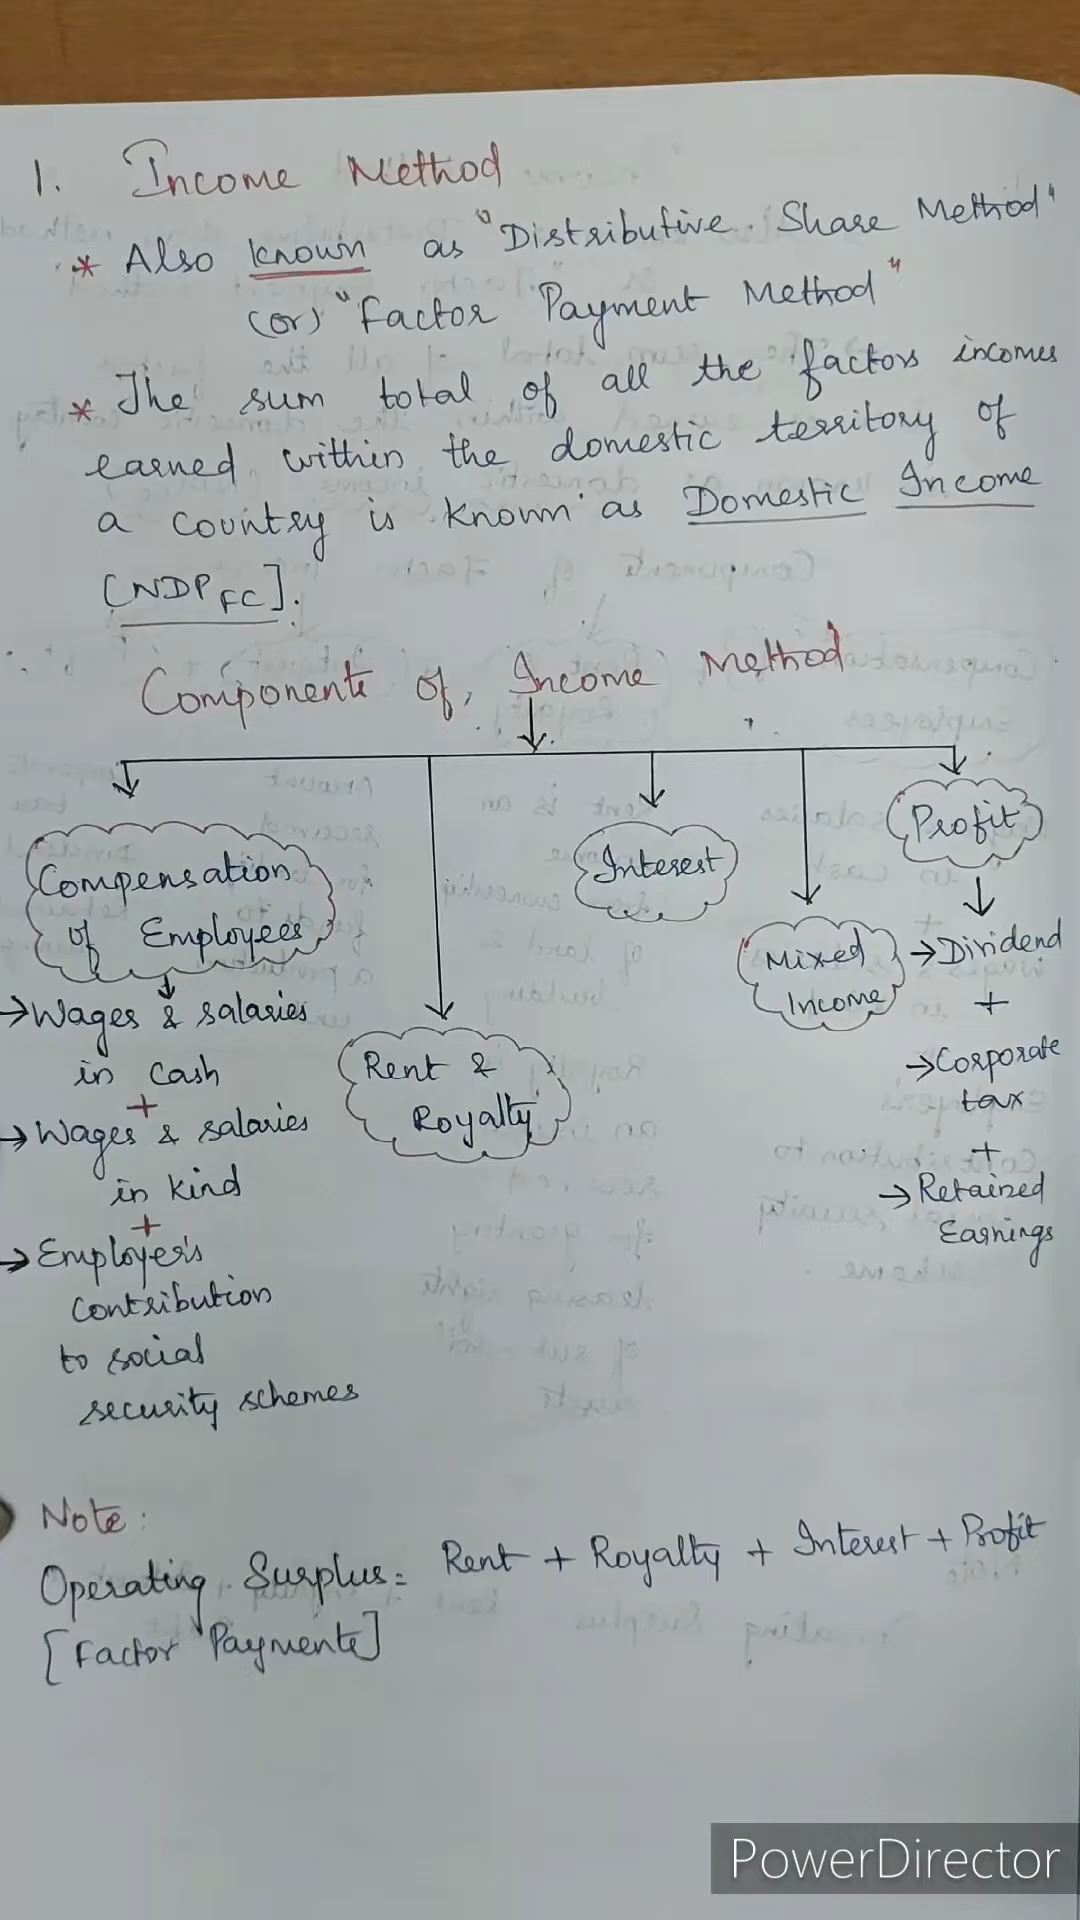 1. Income Method
* Also known as "Distributive Share Method"
(or) "Factor Payment Method"
* The sum total of all the factors incomes
earned within the domestic territory of
a country is known as Domestic Income
[NDP FC].
Components of Income Method
Compensation
of Employees
→ Wages & salaries
in cash
+
→ Wages & salaries
in kind
+
→ Employer's
contribution
to social
security schemes
Rent &
Royalty
Interest
Mixed
Income
Profit
→ Dividend
+
→ Corporate
tax
+
→ Retained
Earnings
Note:
Operating Surplus = Rent + Royalty + Interest + Profit
[Factor Payments]
PowerDirector